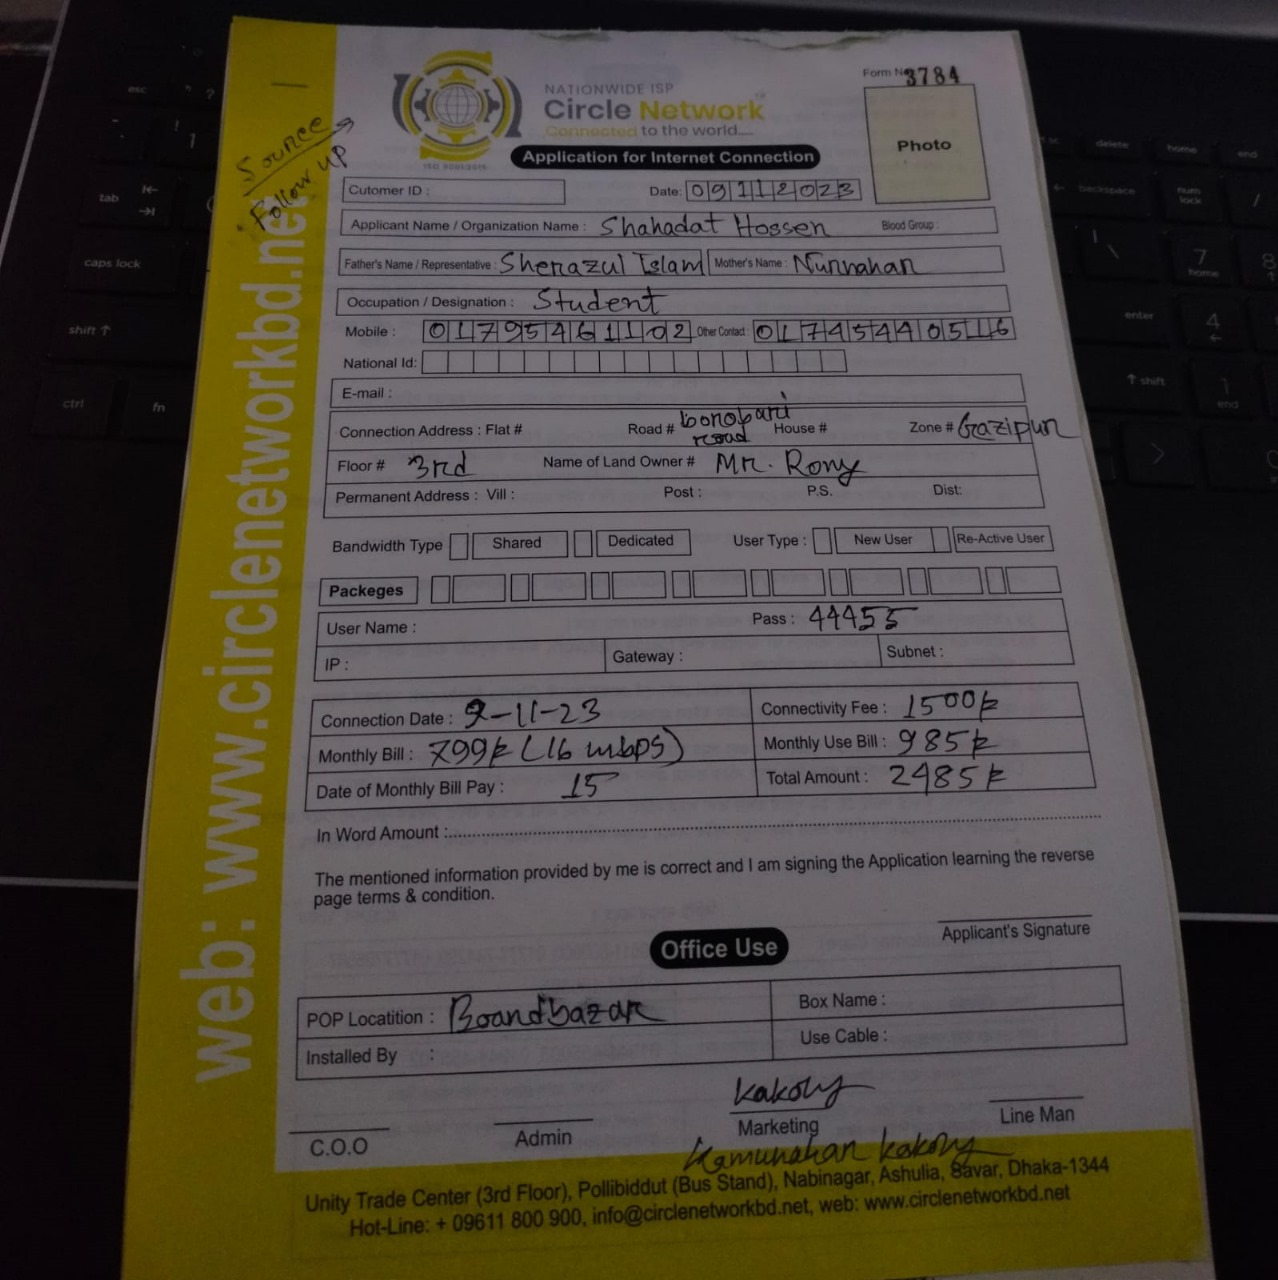 Form No 3784
NATIONWIDE ISP
Circle Network
Connected to the world....
ISO 9001:2015
Application for Internet Connection
Photo
Source
Follow up
web: www.circlenetworkbd.net
Cutomer ID :
Date: 09112023
Applicant Name / Organization Name : Shahadat Hossen Blood Group :
Father's Name / Representative : Sherazul Islam Mother's Name : Nurnahan
Occupation / Designation : Student
Mobile : 01795461102 Other Contact : 01745440516
National Id:
E-mail :
Connection Address : Flat # Road # bonobari road House # Zone # Gazipur
Floor # 3rd Name of Land Owner # Mr. Rony
Permanent Address : Vill : Post : P.S. Dist:
Bandwidth Type Shared Dedicated User Type : New User Re-Active User
Packeges
User Name : Pass : 44455
IP : Gateway : Subnet :
Connection Date : 9-11-23 Connectivity Fee : 1500৳
Monthly Bill : 799৳ (16 mbps) Monthly Use Bill : 985৳
Date of Monthly Bill Pay : 15 Total Amount : 2485৳
In Word Amount :
The mentioned information provided by me is correct and I am signing the Application learning the reverse
page terms & condition.
Applicant's Signature
Office Use
POP Locatition : Boardbazar Box Name :
Installed By : Use Cable :
Kakoly
C.O.O Admin Marketing Line Man
Kamunahar Kakoly
Unity Trade Center (3rd Floor), Pollibiddut (Bus Stand), Nabinagar, Ashulia, Savar, Dhaka-1344
Hot-Line: + 09611 800 900, info@circlenetworkbd.net, web: www.circlenetworkbd.net